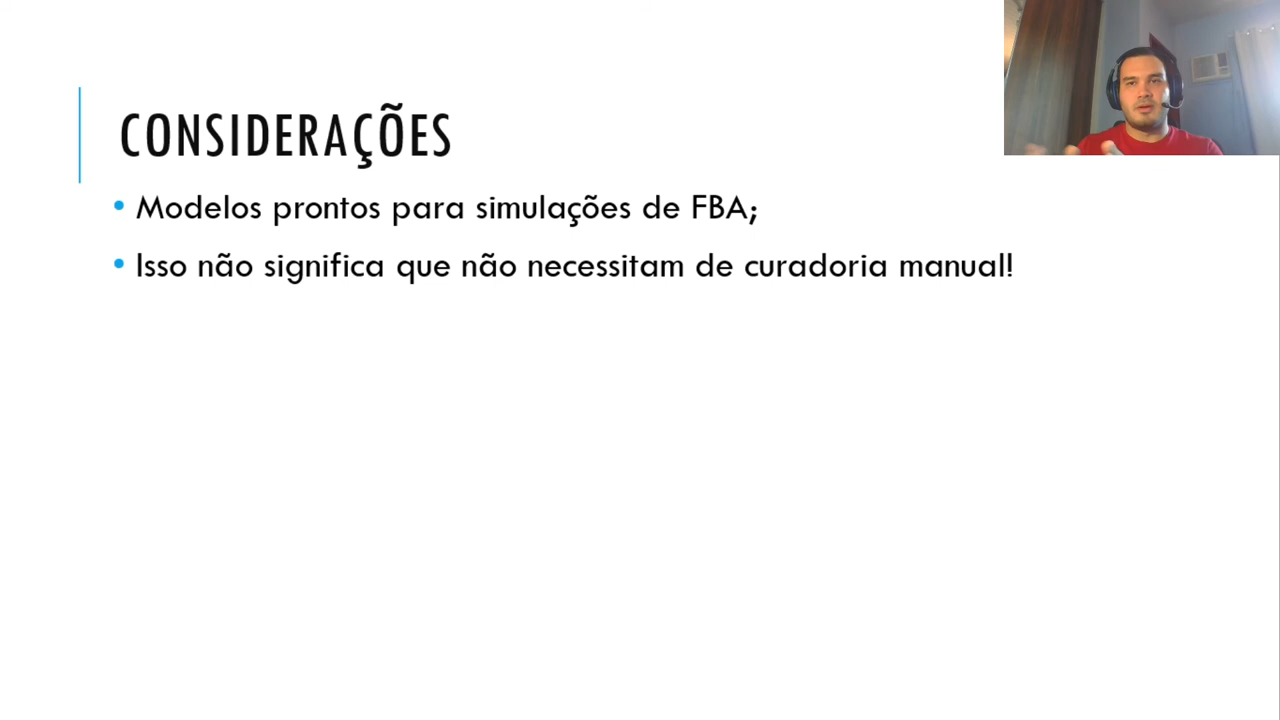 CONSIDERAÇÕES
• Modelos prontos para simulações de FBA;
• Isso não significa que não necessitam de curadoria manual!